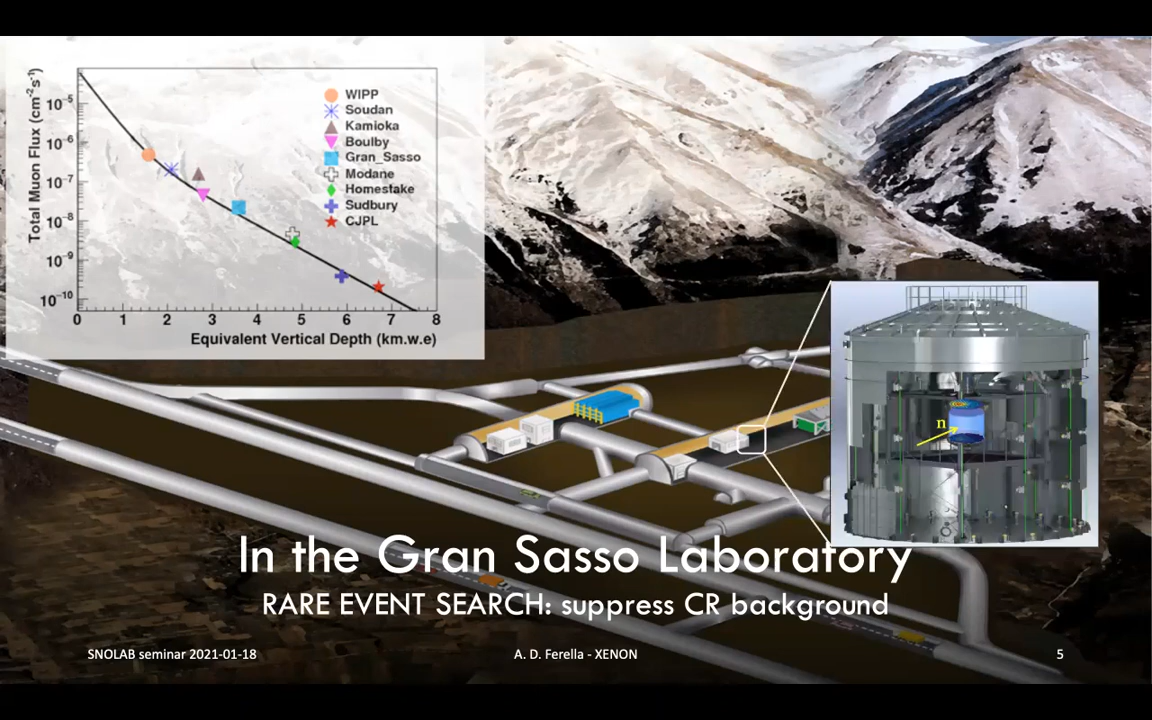 Total Muon Flux (cm⁻²s⁻¹)
10⁻⁵
10⁻⁶
10⁻⁷
10⁻⁸
10⁻⁹
10⁻¹⁰
WIPP
Soudan
Kamioka
Boulby
Gran_Sasso
Modane
Homestake
Sudbury
CJPL
0 1 2 3 4 5 6 7 8
Equivalent Vertical Depth (km.w.e)
n
In the Gran Sasso Laboratory
RARE EVENT SEARCH: suppress CR background
SNOLAB seminar 2021-01-18
A. D. Ferella - XENON
5